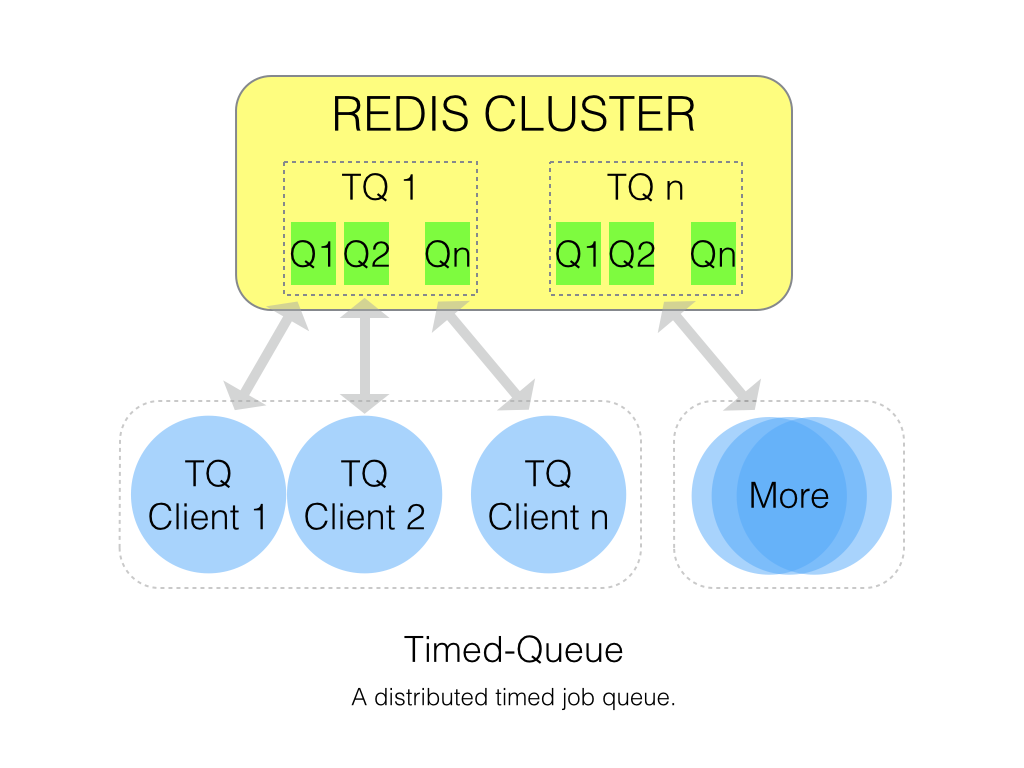 REDIS CLUSTER
TQ 1
TQ n
Q1 Q2 Qn
Q1 Q2 Qn
TQ
Client 1
TQ
Client 2
TQ
Client n
More
Timed-Queue
A distributed timed job queue.